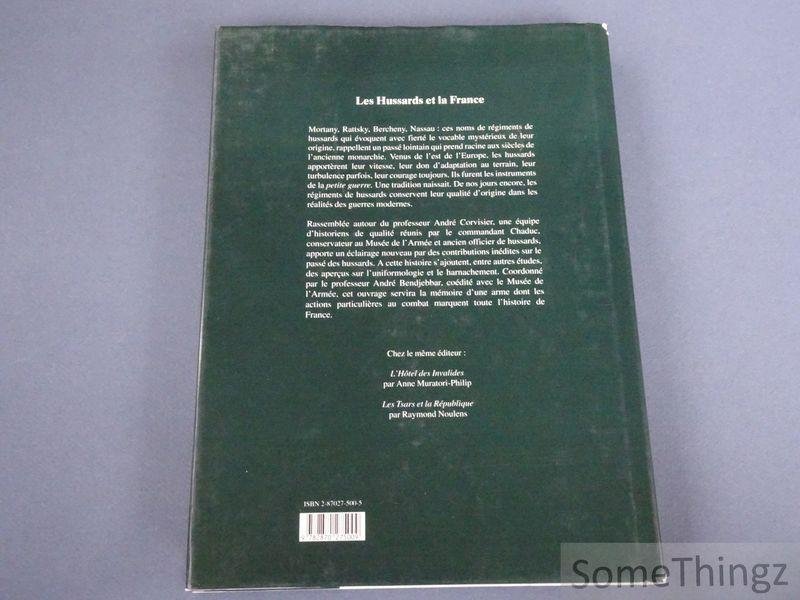 Les Hussards et la France
Mortany, Rattsky, Bercheny, Nassau : ces noms de régiments de
hussards qui évoquent avec fierté le vocable mystérieux de leur
origine, rappellent un passé lointain qui prend racine aux siècles de
l'ancienne monarchie. Venus de l'est de l'Europe, les hussards
apportèrent leur vitesse, leur don d'adaptation au terrain, leur
turbulence parfois, leur courage toujours. Ils furent les instruments
de la petite guerre. Une tradition naissait. De nos jours encore, les
régiments de hussards conservent leur qualité d'origine dans les
réalités des guerres modernes.
Rassemblée autour du professeur André Corvisier, une équipe
d'historiens de qualité réunis par le commandant Chaduc,
conservateur au Musée de l'Armée et ancien officier de hussards,
apporte un éclairage nouveau par des contributions inédites sur le
passé des hussards. A cette histoire s'ajoutent, entre autres études,
des aperçus sur l'uniformologie et le harnachement. Coordonné
par le professeur André Bendjebbar, coédité avec le Musée de
l'Armée, cet ouvrage servira la mémoire d'une arme dont les
actions particulières au combat marquent toute l'histoire de
France.
Chez le même éditeur :
L'Hôtel des Invalides
par Anne Muratori-Philip
Les Tsars et la République
par Raymond Noulens
ISBN 2-87027-500-5
9 782870 275009
SomeThingz